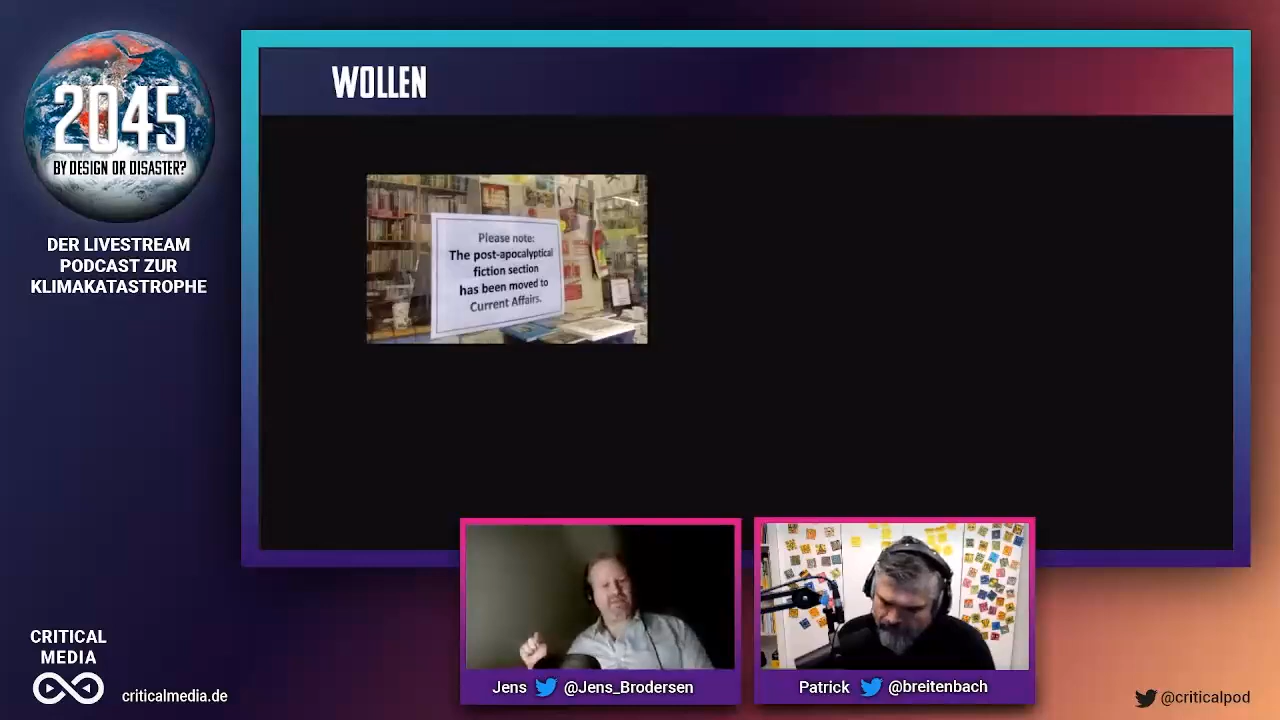 2045
BY DESIGN OR DISASTER?
DER LIVESTREAM
PODCAST ZUR
KLIMAKATASTROPHE
WOLLEN
Please note:
The post-apocalyptical
fiction section
has been moved to
Current Affairs.
Jens @Jens_Brodersen
Patrick @breitenbach
CRITICAL
MEDIA
criticalmedia.de
@criticalpod